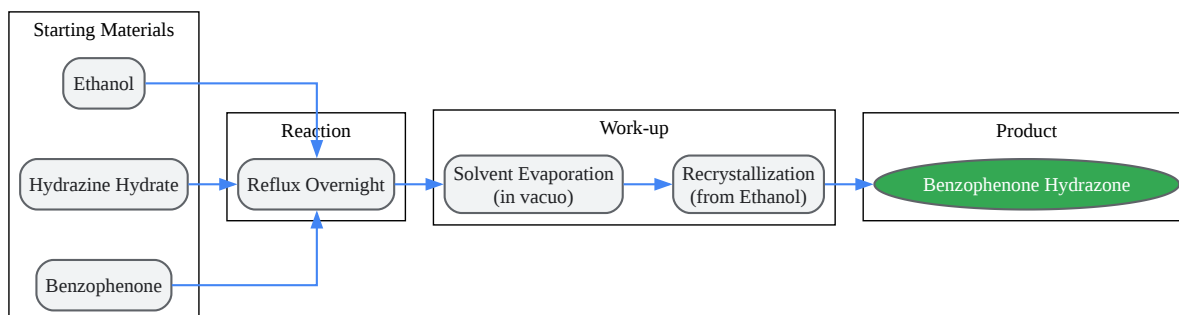 Starting Materials
Ethanol
Hydrazine Hydrate
Benzophenone
Reaction
Reflux Overnight
Work-up
Solvent Evaporation
(in vacuo)
Recrystallization
(from Ethanol)
Product
Benzophenone Hydrazone